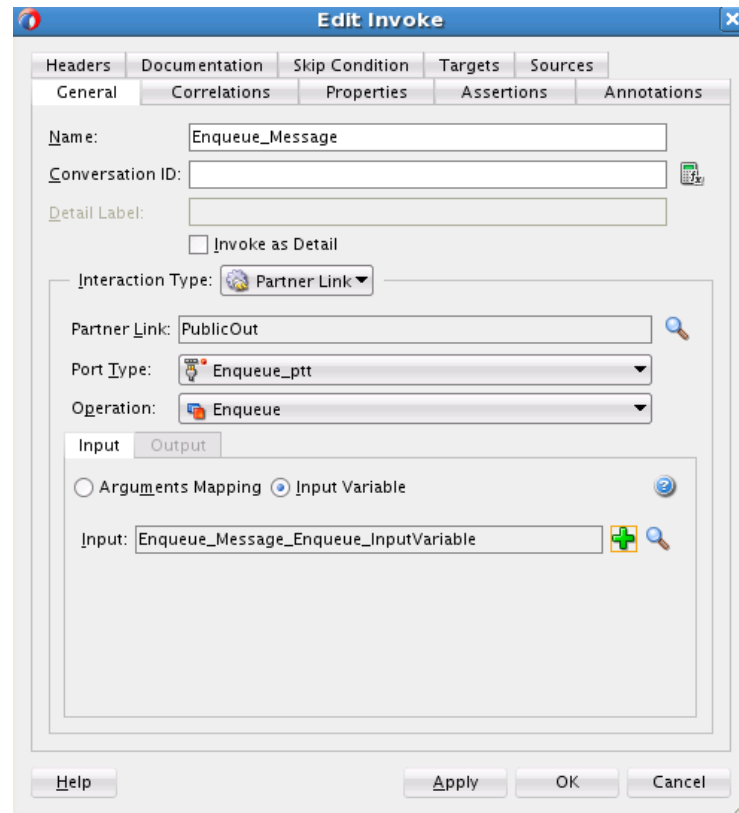 Edit Invoke
Headers Documentation Skip Condition Targets Sources
General Correlations Properties Assertions Annotations
Name: Enqueue_Message
Conversation ID:
Detail Label:
Invoke as Detail
Interaction Type: Partner Link
Partner Link: PublicOut
Port Type: Enqueue_ptt
Operation: Enqueue
Input Output
Arguments Mapping Input Variable
Input: Enqueue_Message_Enqueue_InputVariable
Help Apply OK Cancel